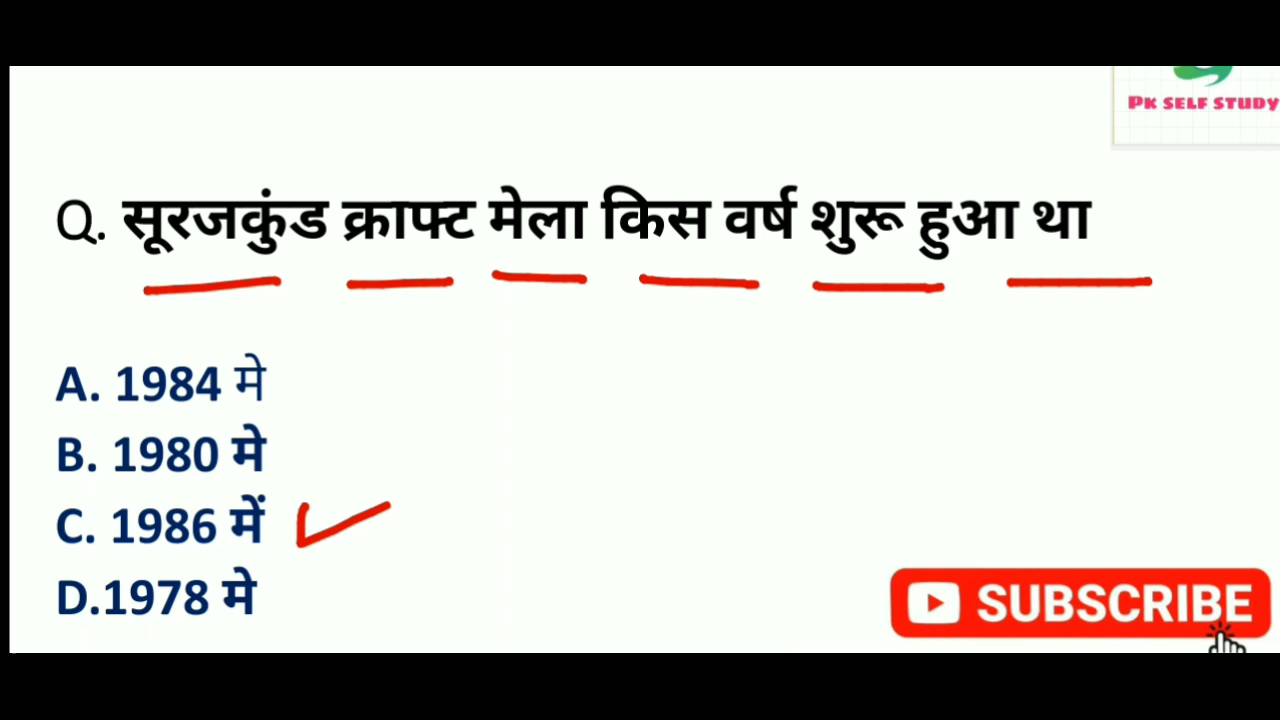 PK SELF STUDY
Q. सूरजकुंड क्राफ्ट मेला किस वर्ष शुरू हुआ था
A. 1984 मे
B. 1980 मे
C. 1986 में
D.1978 मे
SUBSCRIBE